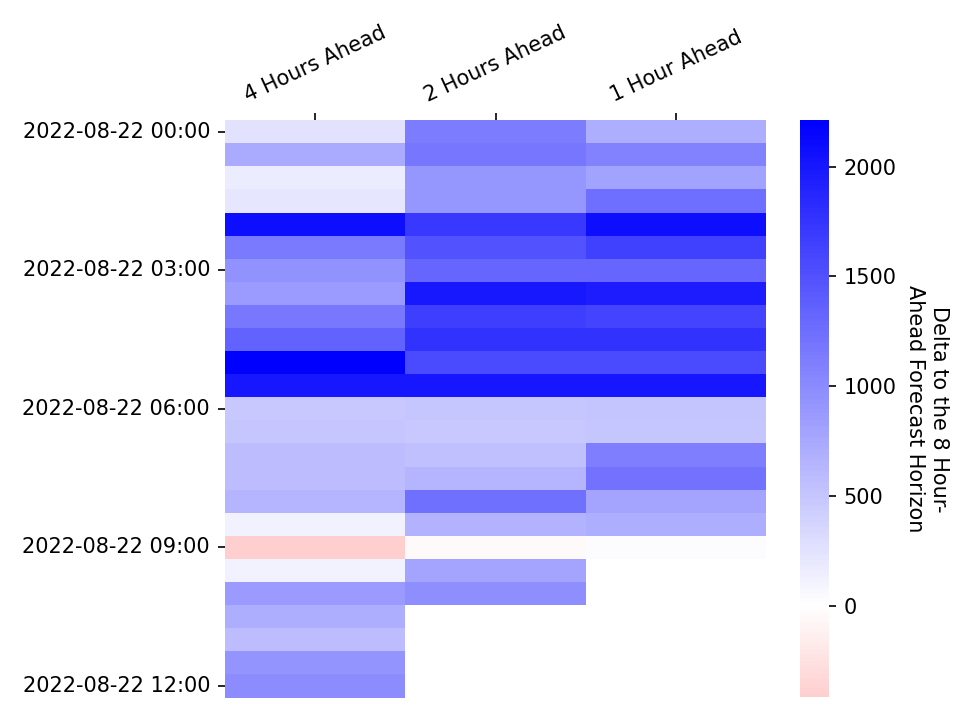 4 Hours Ahead
2 Hours Ahead
1 Hour Ahead
2022-08-22 00:00
2022-08-22 03:00
2022-08-22 06:00
2022-08-22 09:00
2022-08-22 12:00
2000
1500
1000
500
0
Delta to the 8 Hour-
Ahead Forecast Horizon